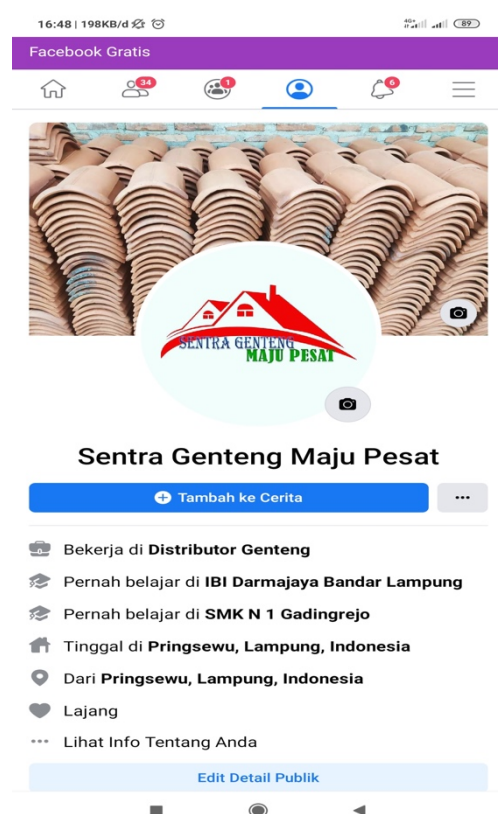 16:48 | 198KB/d
4G+
89
Facebook Gratis
34
1
6
SENTRA GENTENG
MAJU PESAT
Sentra Genteng Maju Pesat
Tambah ke Cerita
Bekerja di Distributor Genteng
Pernah belajar di IBI Darmajaya Bandar Lampung
Pernah belajar di SMK N 1 Gadingrejo
Tinggal di Pringsewu, Lampung, Indonesia
Dari Pringsewu, Lampung, Indonesia
Lajang
Lihat Info Tentang Anda
Edit Detail Publik